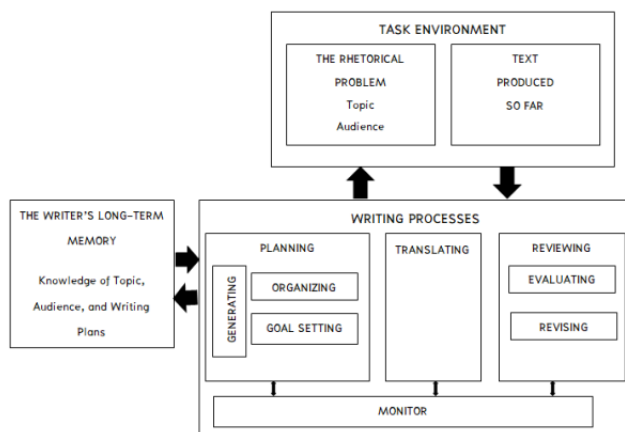 TASK ENVIRONMENT
THE RHETORICAL
PROBLEM
Topic
Audience
TEXT
PRODUCED
SO FAR
THE WRITER'S LONG-TERM
MEMORY
Knowledge of Topic,
Audience, and Writing
Plans
WRITING PROCESSES
PLANNING
GENERATING
ORGANIZING
GOAL SETTING
TRANSLATING
REVIEWING
EVALUATING
REVISING
MONITOR